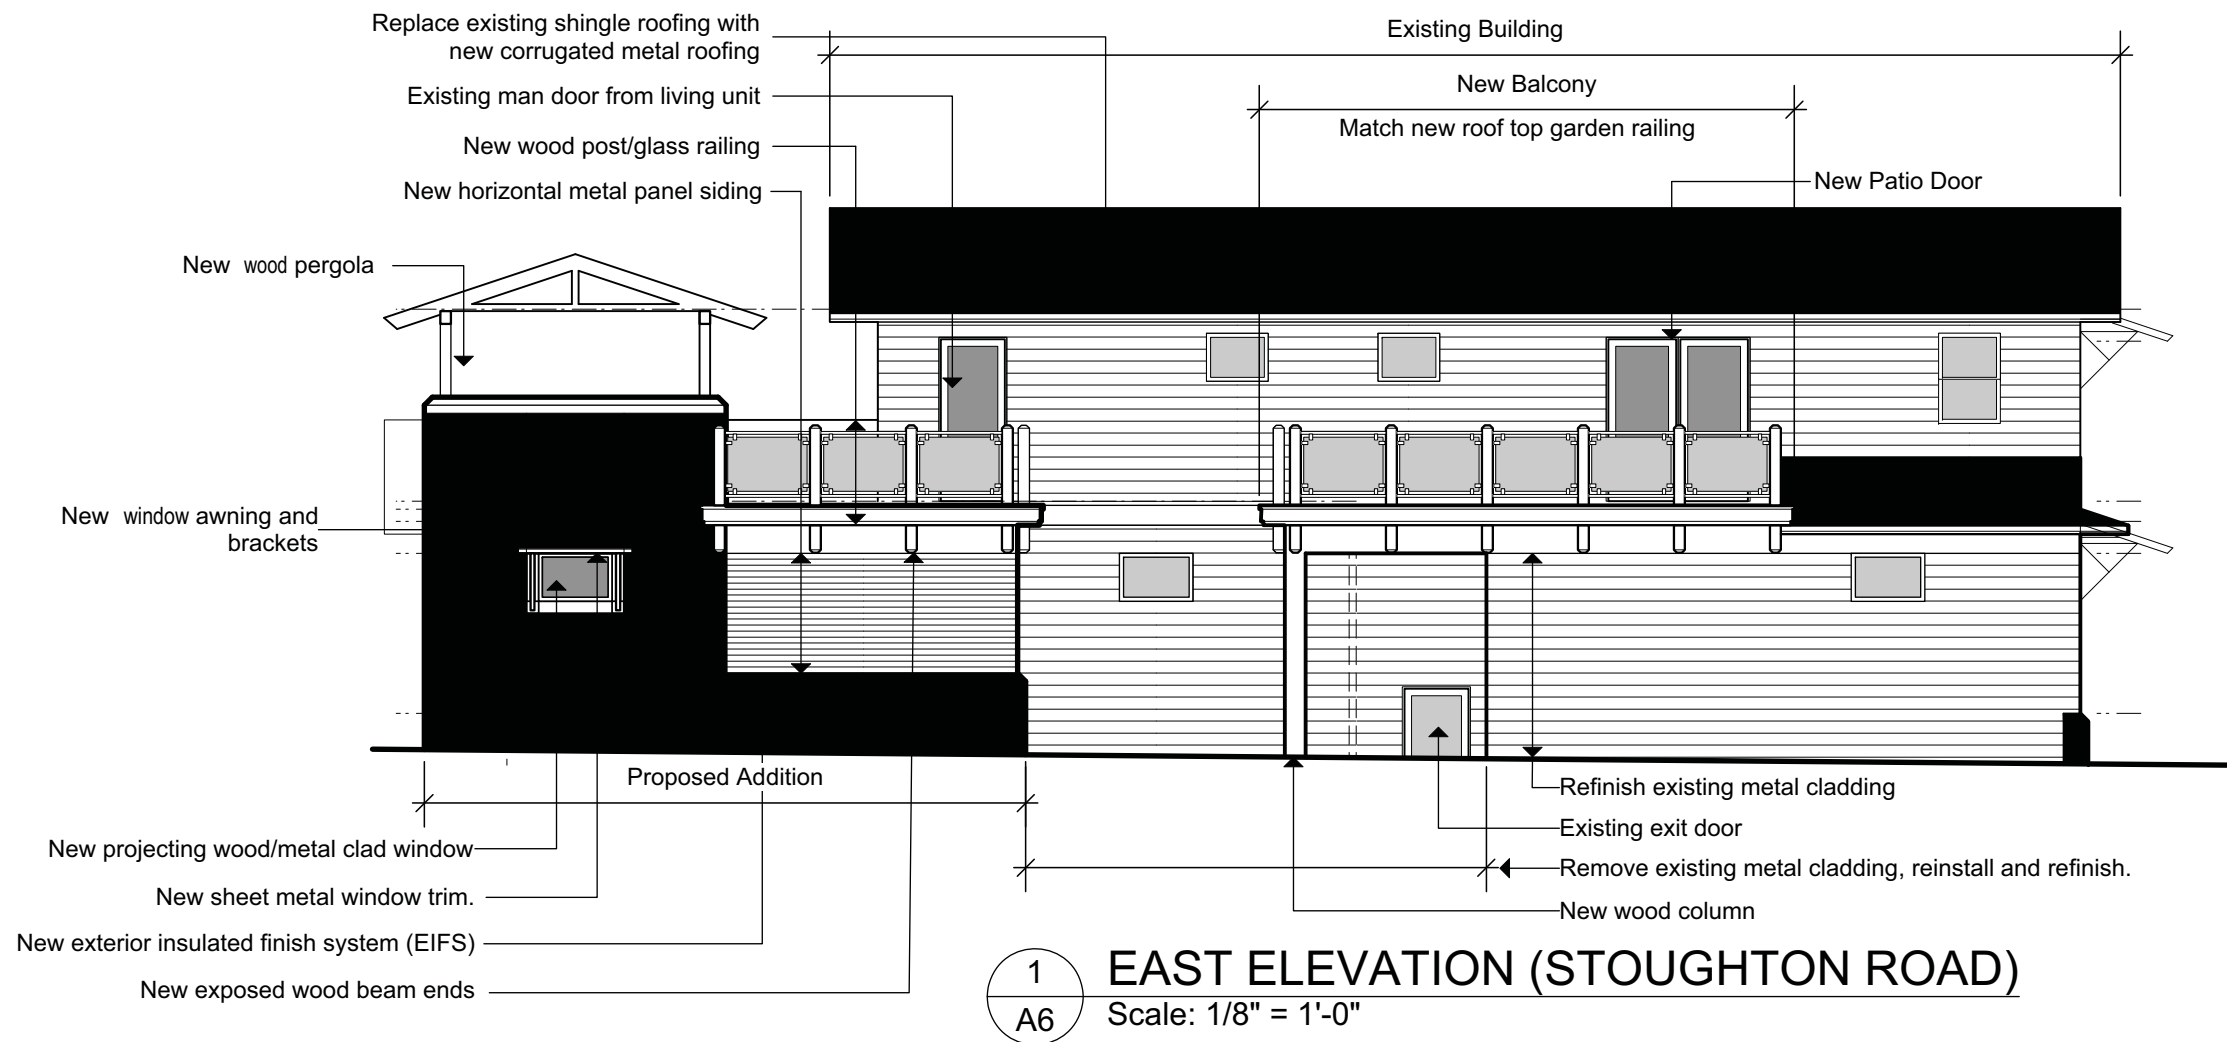 Replace existing shingle roofing with
new corrugated metal roofing
Existing Building
Existing man door from living unit
New Balcony
Match new roof top garden railing
New wood post/glass railing
New horizontal metal panel siding
New Patio Door
New wood pergola
New window awning and
brackets
Proposed Addition
Refinish existing metal cladding
Existing exit door
New projecting wood/metal clad window
Remove existing metal cladding, reinstall and refinish.
New sheet metal window trim.
New wood column
New exterior insulated finish system (EIFS)
New exposed wood beam ends
1
A6
EAST ELEVATION (STOUGHTON ROAD)
Scale: 1/8" = 1'-0"